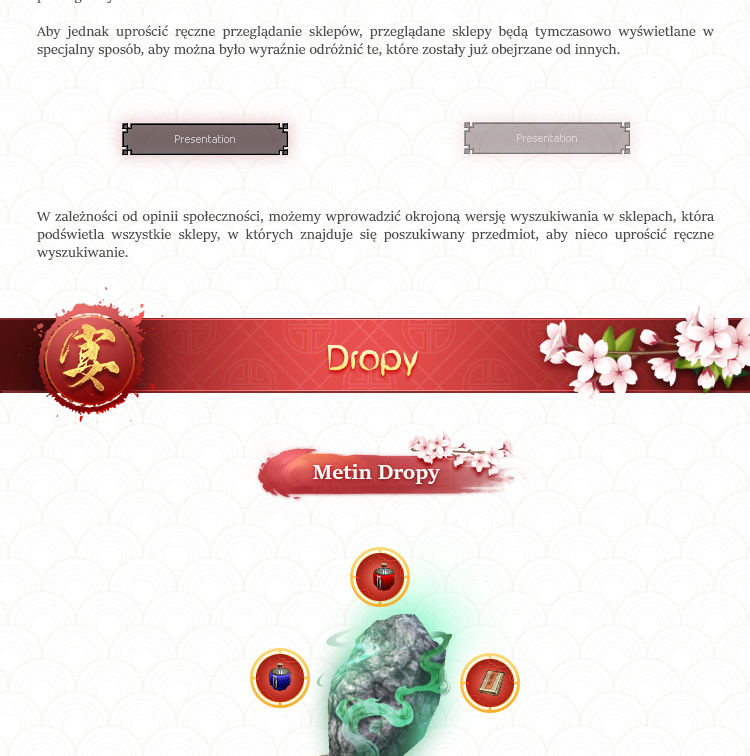 Aby jednak uprościć ręczne przeglądanie sklepów, przeglądane sklepy będą tymczasowo wyświetlane w
specjalny sposób, aby można było wyraźnie odróżnić te, które zostały już obejrzane od innych.
Presentation
Presentation
W zależności od opinii społeczności, możemy wprowadzić okrojoną wersję wyszukiwania w sklepach, która
podświetla wszystkie sklepy, w których znajduje się poszukiwany przedmiot, aby nieco uprościć ręczne
wyszukiwanie.
宴
Dropy
Metin Dropy